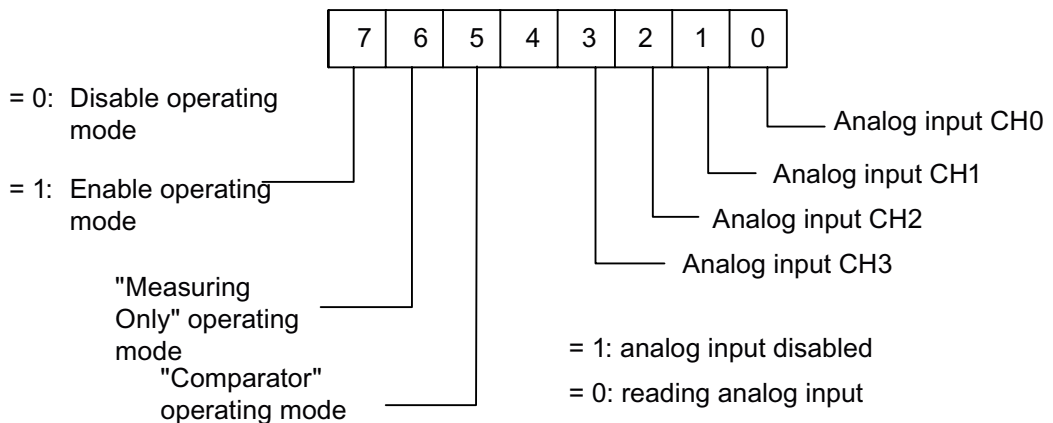 7 6 5 4 3 2 1 0
= 0: Disable operating
mode
= 1: Enable operating
mode
"Measuring
Only" operating
mode
"Comparator"
operating mode
Analog input CH0
Analog input CH1
Analog input CH2
Analog input CH3
= 1: analog input disabled
= 0: reading analog input